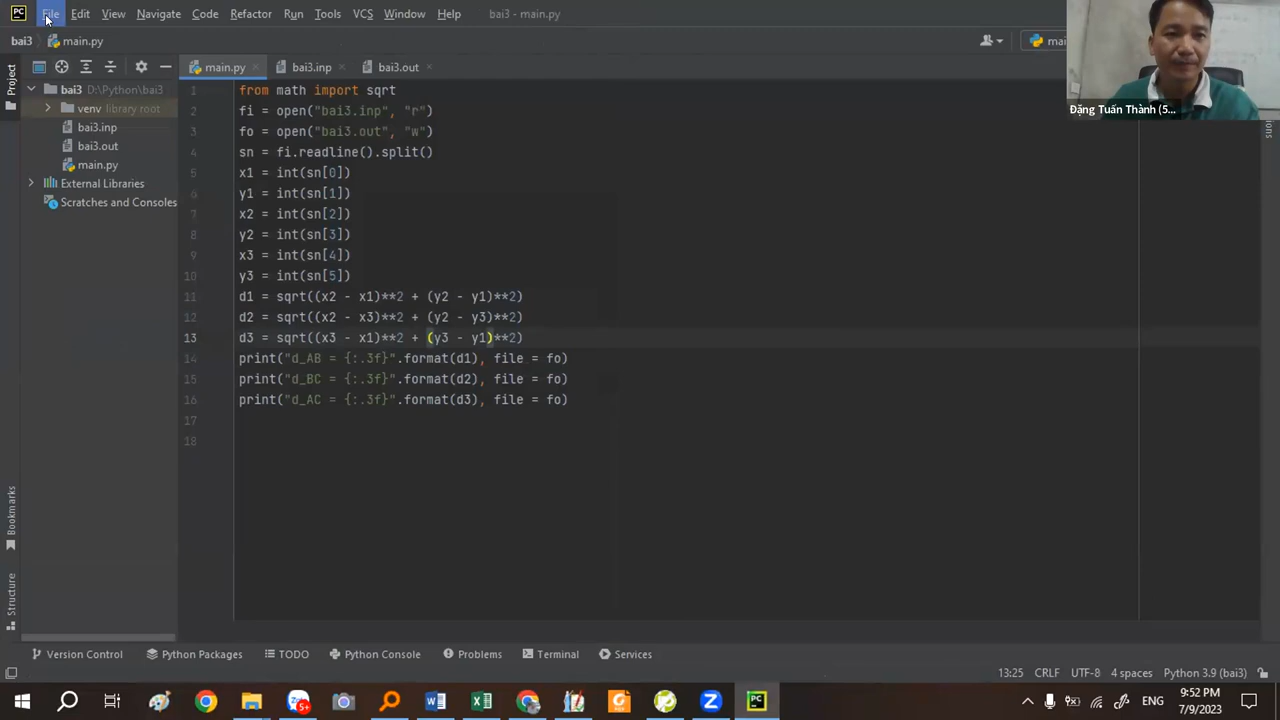 PC File Edit View Navigate Code Refactor Run Tools VCS Window Help bai3 - main.py
bai3 main.py mai
Đặng Tuấn Thành (5...
Project
main.py bai3.inp bai3.out
bai3 D:\Python\bai3
venv library root
bai3.inp
bai3.out
main.py
External Libraries
Scratches and Consoles
1 from math import sqrt
2 fi = open("bai3.inp", "r")
3 fo = open("bai3.out", "w")
4 sn = fi.readline().split()
5 x1 = int(sn[0])
6 y1 = int(sn[1])
7 x2 = int(sn[2])
8 y2 = int(sn[3])
9 x3 = int(sn[4])
10 y3 = int(sn[5])
11 d1 = sqrt((x2 - x1)**2 + (y2 - y1)**2)
12 d2 = sqrt((x2 - x3)**2 + (y2 - y3)**2)
13 d3 = sqrt((x3 - x1)**2 + (y3 - y1)**2)
14 print("d_AB = {:.3f}".format(d1), file = fo)
15 print("d_BC = {:.3f}".format(d2), file = fo)
16 print("d_AC = {:.3f}".format(d3), file = fo)
17
18
Bookmarks
Structure
Version Control Python Packages TODO Python Console Problems Terminal Services
13:25 CRLF UTF-8 4 spaces Python 3.9 (bai3)
5+
ENG
9:52 PM
7/9/2023